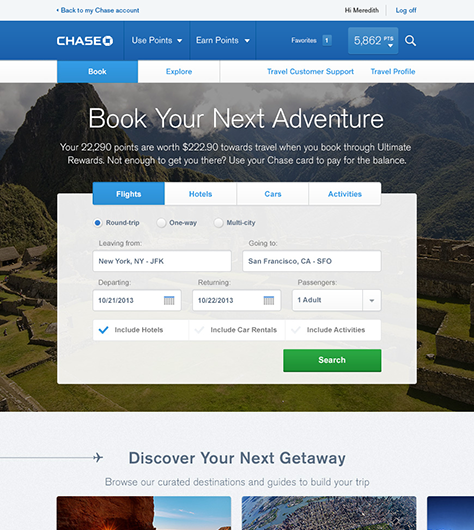 Back to my Chase account
Hi Meredith
Log off
CHASE
Use Points
Earn Points
Favorites 1
5,862 PTS
Book
Explore
Travel Customer Support
Travel Profile
Book Your Next Adventure
Your 22,290 points are worth $222.90 towards travel when you book through Ultimate
Rewards. Not enough to get you there? Use your Chase card to pay for the balance.
Flights
Hotels
Cars
Activities
Round-trip
One-way
Multi-city
Leaving from:
Going to:
New York, NY - JFK
San Francisco, CA - SFO
Departing:
Returning:
Passengers:
10/21/2013
10/22/2013
1 Adult
Include Hotels
Include Car Rentals
Include Activities
Search
Discover Your Next Getaway
Browse our curated destinations and guides to build your trip